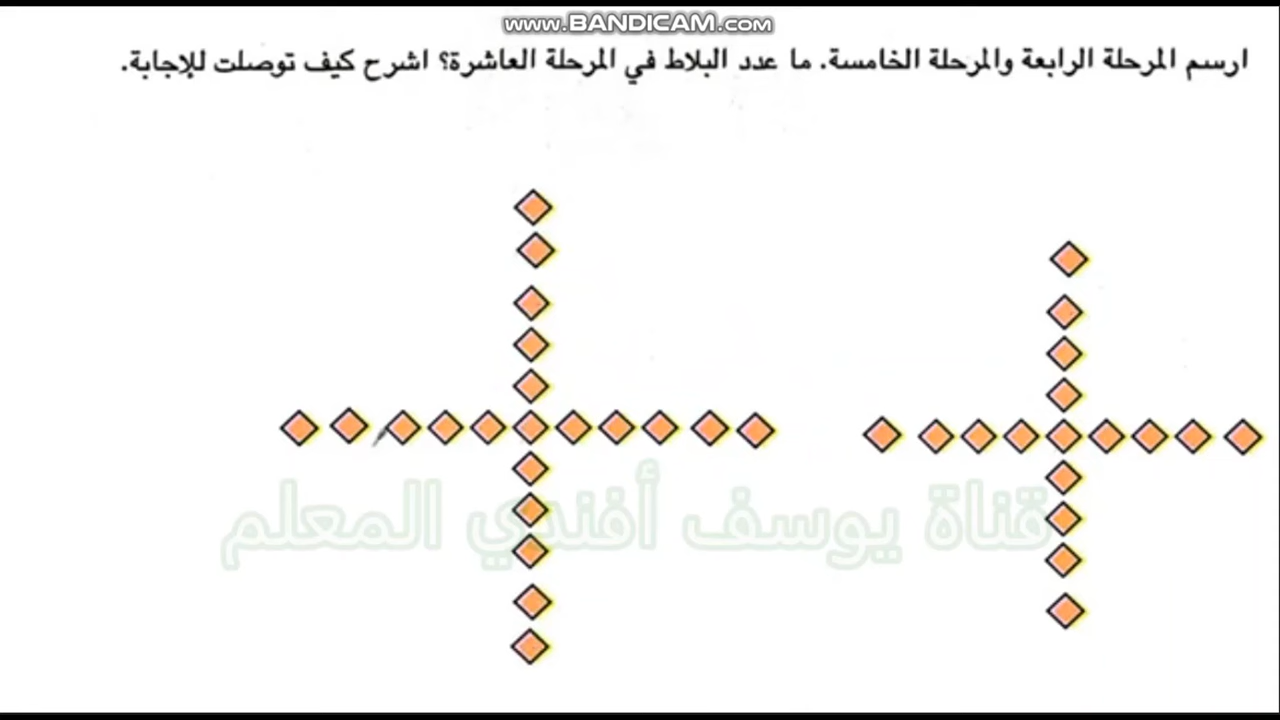 www.BANDICAM.com
ارسم المرحلة الرابعة والمرحلة الخامسة. ما عدد البلاط في المرحلة العاشرة؟ اشرح كيف توصلت للإجابة.
قناة يوسف أفندي المعلم